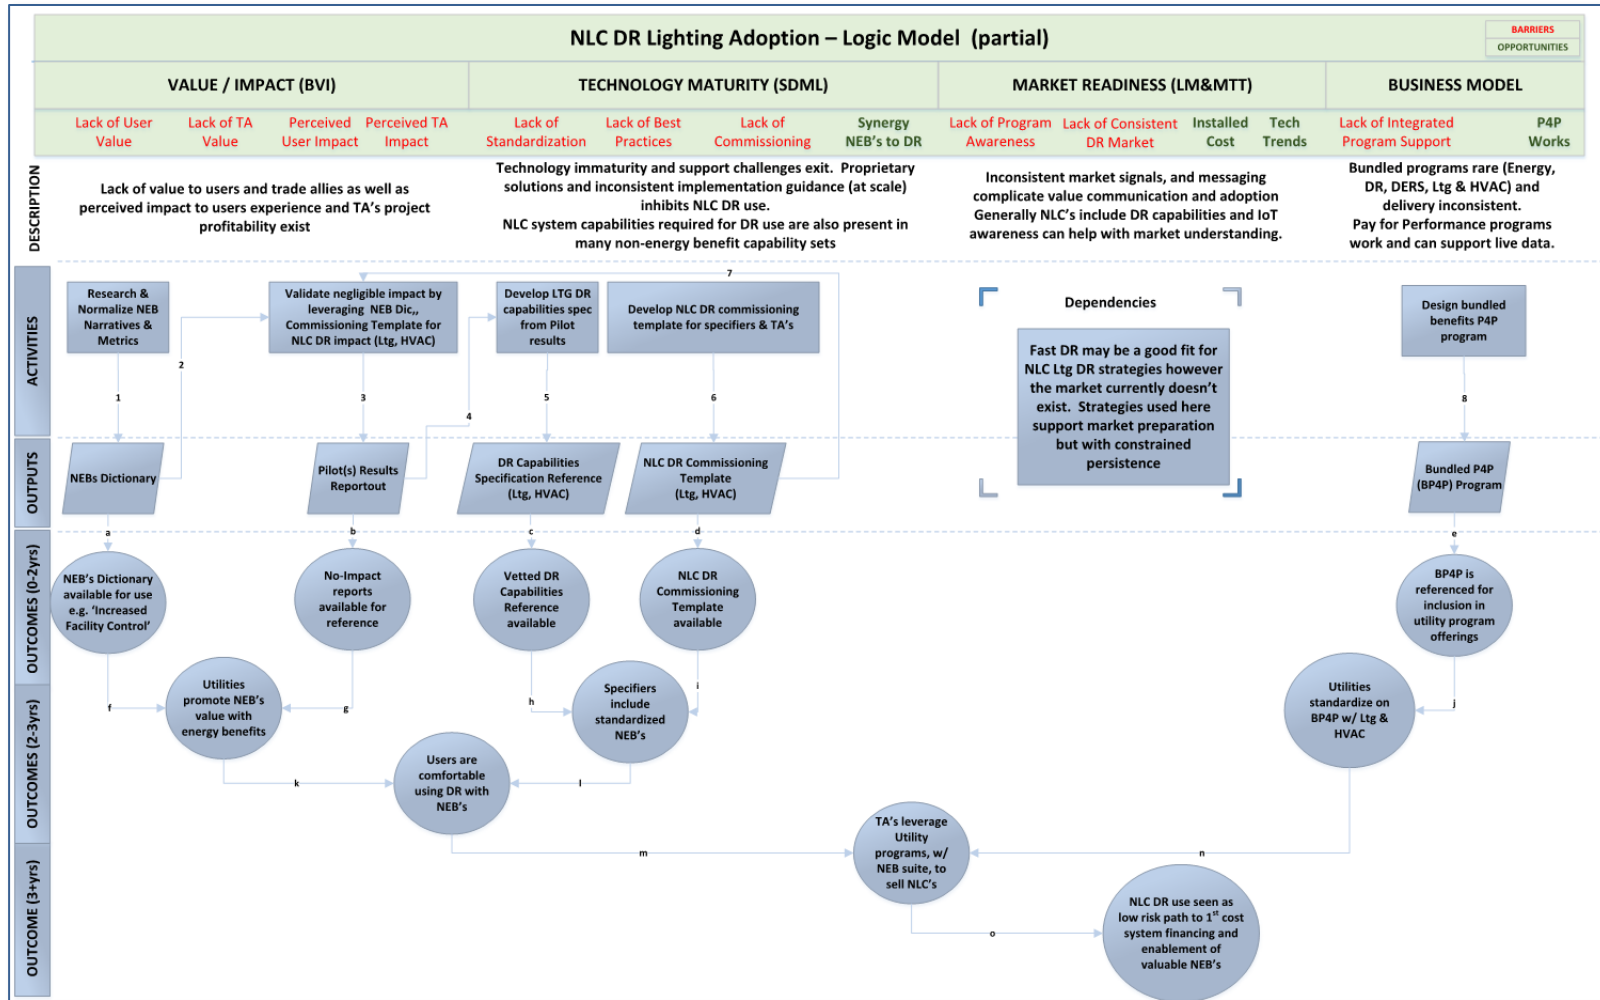 NLC DR Lighting Adoption – Logic Model (partial)
BARRIERS
OPPORTUNITIES
VALUE / IMPACT (BVI)
TECHNOLOGY MATURITY (SDML)
MARKET READINESS (LM&MTT)
BUSINESS MODEL
Lack of User
Value
Lack of TA
Value
Perceived
User Impact
Perceived TA
Impact
Lack of
Standardization
Lack of Best
Practices
Lack of
Commissioning
Synergy
NEB's to DR
Lack of Program
Awareness
Lack of Consistent
DR Market
Installed
Cost
Tech
Trends
Lack of Integrated
Program Support
P4P
Works
DESCRIPTION
Lack of value to users and trade allies as well as
perceived impact to users experience and TA's project
profitability exist
Technology immaturity and support challenges exit. Proprietary
solutions and inconsistent implementation guidance (at scale)
inhibits NLC DR use.
NLC system capabilities required for DR use are also present in
many non-energy benefit capability sets
Inconsistent market signals, and messaging
complicate value communication and adoption
Generally NLC's include DR capabilities and IoT
awareness can help with market understanding.
Bundled programs rare (Energy,
DR, DERS, Ltg & HVAC) and
delivery inconsistent.
Pay for Performance programs
work and can support live data.
ACTIVITIES
Research &
Normalize NEB
Narratives &
Metrics
Validate negligible impact by
leveraging NEB Dic,,
Commissioning Template for
NLC DR impact (Ltg, HVAC)
Develop LTG DR
capabilities spec
from Pilot
results
Develop NLC DR commissioning
template for specifiers & TA's
7
Dependencies
Fast DR may be a good fit for
NLC Ltg DR strategies however
the market currently doesn't
exist. Strategies used here
support market preparation
but with constrained
persistence
Design bundled
benefits P4P
program
1
2
3
4
5
6
8
OUTPUTS
NEBs Dictionary
Pilot(s) Results
Reportout
DR Capabilities
Specification Reference
(Ltg, HVAC)
NLC DR Commissioning
Template
(Ltg, HVAC)
Bundled P4P
(BP4P) Program
a
b
c
d
e
OUTCOMES (0-2yrs)
NEB's Dictionary
available for use
e.g. 'Increased
Facility Control'
No-Impact
reports
available for
reference
Vetted DR
Capabilities
Reference
available
NLC DR
Commissioning
Template
available
BP4P is
referenced for
inclusion in
utility program
offerings
f
g
h
i
j
OUTCOMES (2-3yrs)
Utilities
promote NEB's
value with
energy benefits
Specifiers
include
standardized
NEB's
Utilities
standardize on
BP4P w/ Ltg &
HVAC
k
l
Users are
comfortable
using DR with
NEB's
m
n
TA's leverage
Utility
programs, w/
NEB suite, to
sell NLC's
OUTCOME (3+yrs)
o
NLC DR use seen as
low risk path to 1st cost
system financing and
enablement of
valuable NEB's